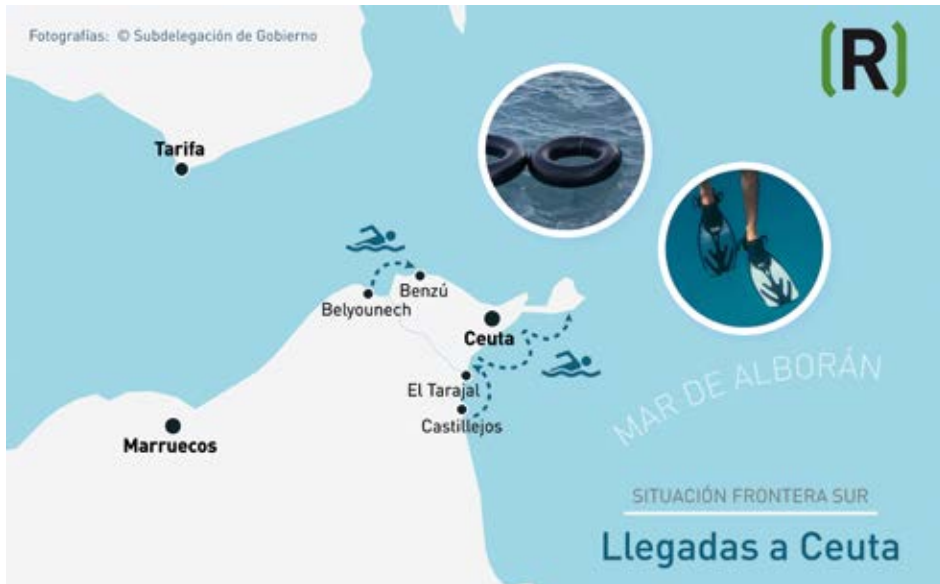 Fotografías: © Subdelegación de Gobierno
(R)
Tarifa
Benzú
Belyounech
Ceuta
El Tarajal
Castillejos
Marruecos
MAR DE ALBORÁN
SITUACIÓN FRONTERA SUR
Llegadas a Ceuta